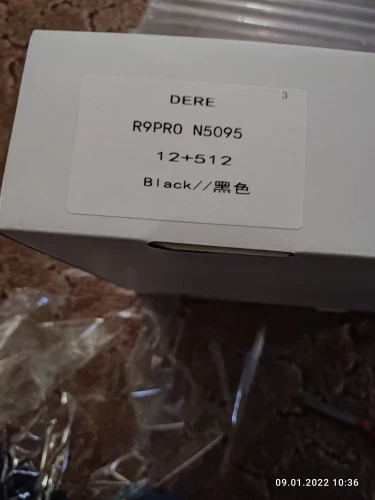 3
DERE
R9PRO N5095
12+512
Black//黑色
09.01.2022 10:36